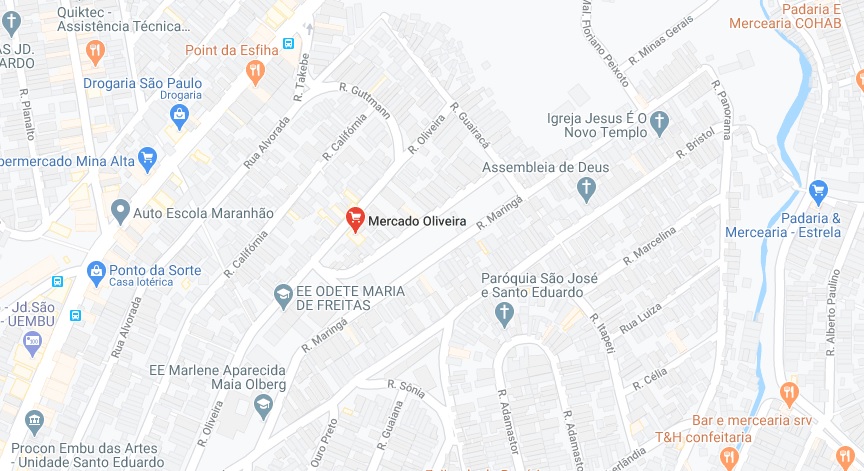 Quiktec -
Assistência Técnica...
AS JD.
ARDO
Point da Esfiha
Drogaria São Paulo
Drogaria
R. Planalto
R. Takebe
R. Guttmann
R. Califórnia
Rua Alvorada
R. Oliveira
R. Guairacá
Mal. Floriano Peixoto
R. Minas Gerais
Padaria E
Mercearia COHAB
R. Panorama
Igreja Jesus É O
Novo Templo
R. Bristol
Assembleia de Deus
permercado Mina Alta
Auto Escola Maranhão
Mercado Oliveira
R. Maringá
Padaria &
Mercearia - Estrela
R. Califórnia
R. Marcelina
Ponto da Sorte
Casa lotérica
EE ODETE MARIA
DE FREITAS
Paróquia São José
e Santo Eduardo
- Jd.São
- UEMBU
Rua Alvorada
R. Maringá
R. Itapeti
Rua Luiza
R. Alberto Paulino
EE Marlene Aparecida
Maia Olberg
R. Célia
R. Sônia
R. Oliveira
Ouro Preto
R. Guaiana
R. Adamastor
R. Adamastor
erlândia
Bar e mercearia srv
T&H confeitaria
Procon Embu das Artes
- Unidade Santo Eduardo